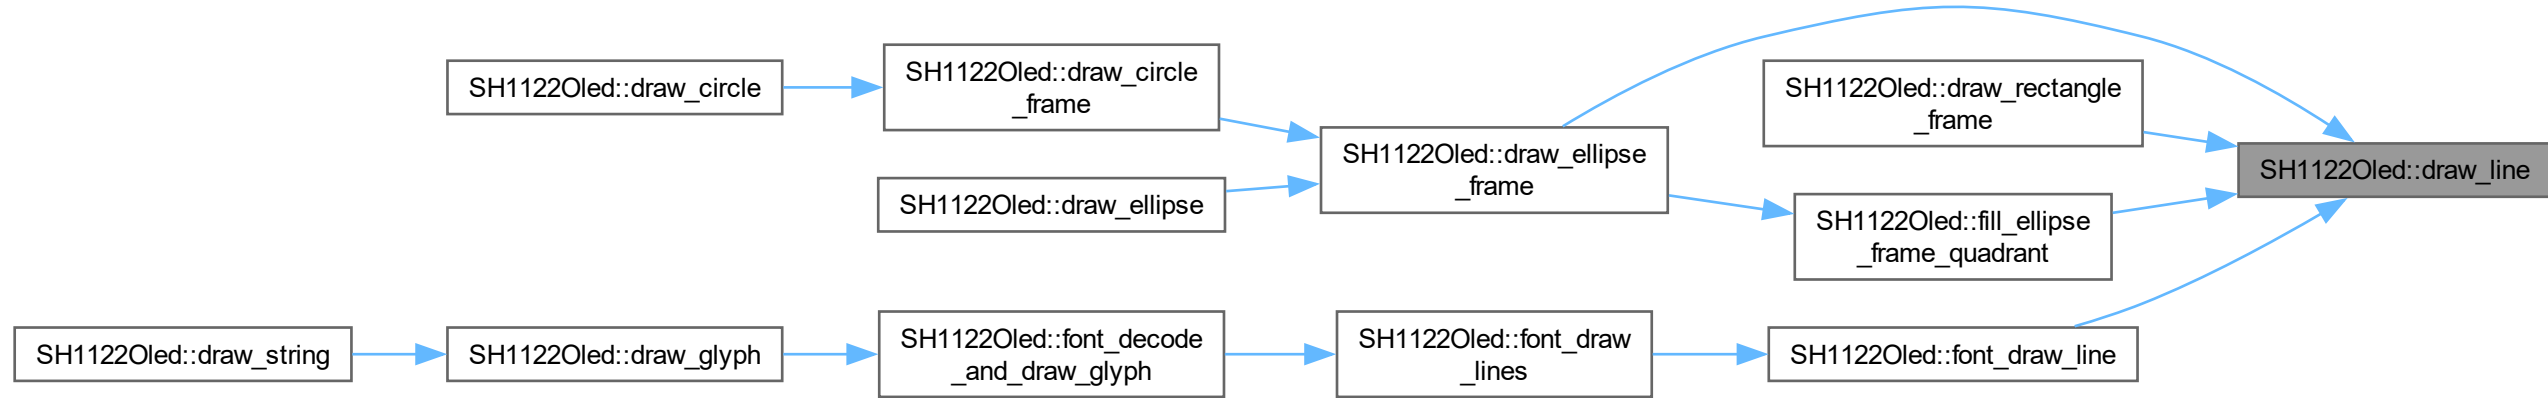 SH1122Oled::draw_circle
SH1122Oled::draw_circle
_frame
SH1122Oled::draw_rectangle
_frame
SH1122Oled::draw_ellipse
_frame
SH1122Oled::draw_line
SH1122Oled::draw_ellipse
SH1122Oled::fill_ellipse
_frame_quadrant
SH1122Oled::draw_string
SH1122Oled::draw_glyph
SH1122Oled::font_decode
_and_draw_glyph
SH1122Oled::font_draw
_lines
SH1122Oled::font_draw_line